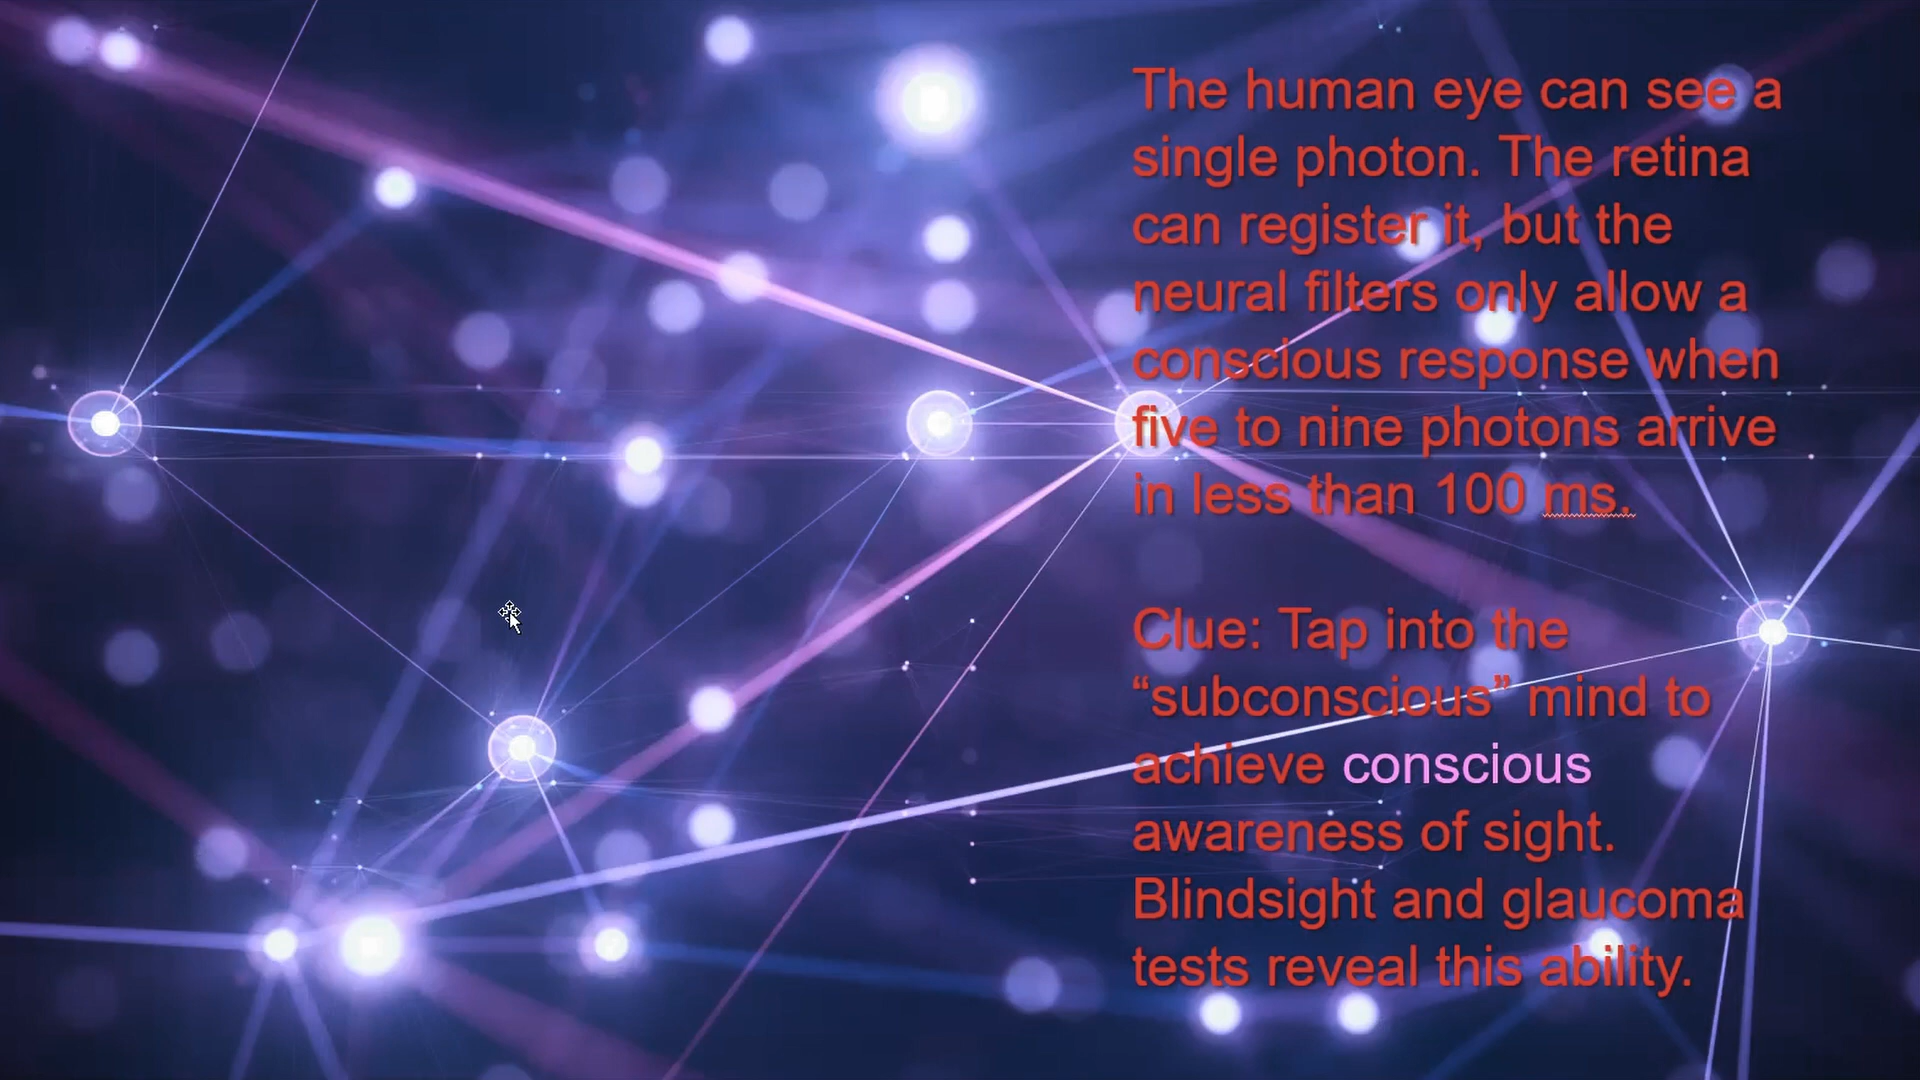 The human eye can see a
single photon. The retina
can register it, but the
neural filters only allow a
conscious response when
five to nine photons arrive
in less than 100 ms.
Clue: Tap into the
“subconscious” mind to
achieve conscious
awareness of sight.
Blindsight and glaucoma
tests reveal this ability.